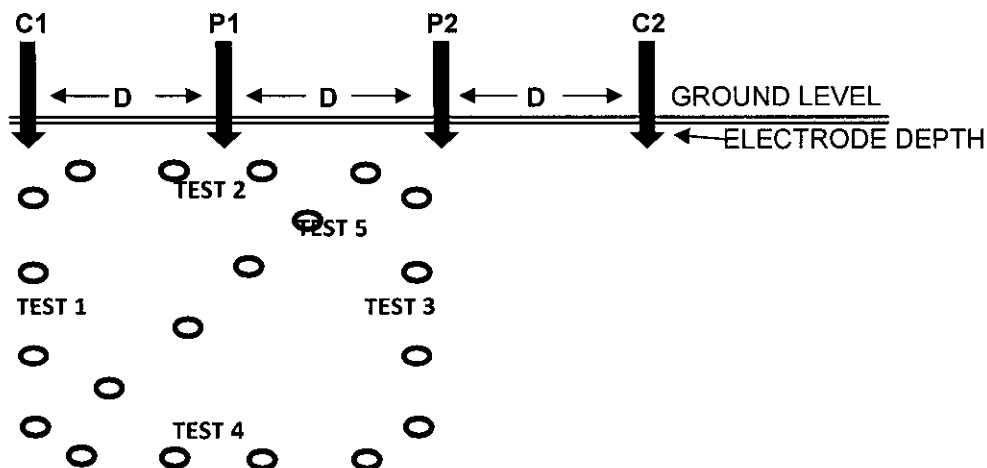 C1 P1 P2 C2
D D D GROUND LEVEL
ELECTRODE DEPTH
TEST 2
TEST 5
TEST 1 TEST 3
TEST 4